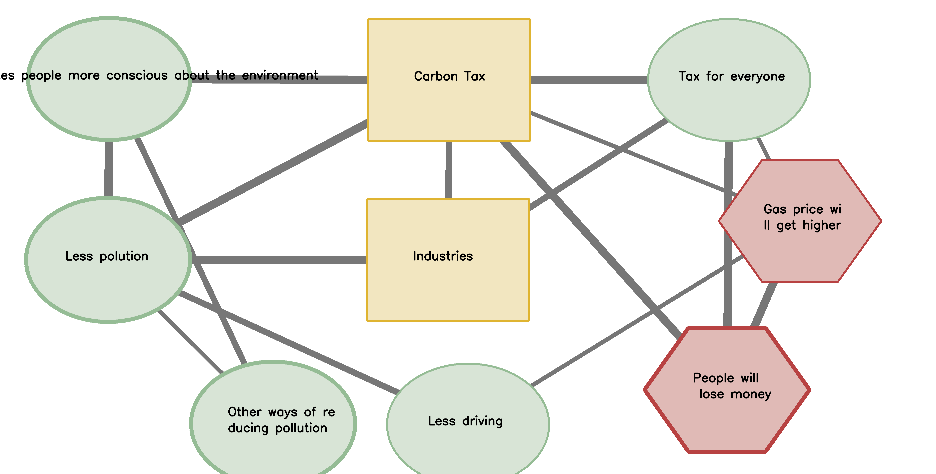 es people more conscious about the environment
Carbon Tax
Tax for everyone
Gas price wi
ll get higher
Less polution
Industries
People will
lose money
Other ways of re
ducing pollution
Less driving